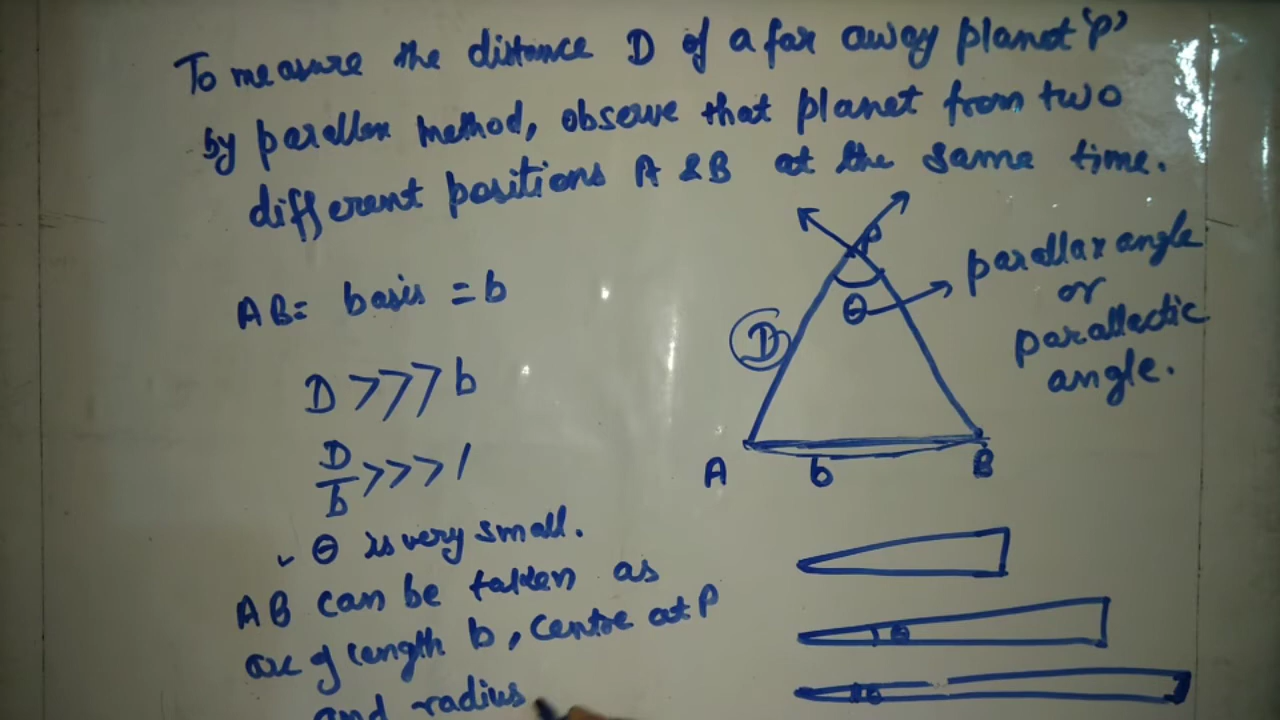 To measure the distance D of a far away planet 'P'
by parallax method, observe that planet from two
different positions A & B at the same time.
AB= basis = b
D >>> b
D/b >>> 1
θ is very small.
AB can be taken as
arc of length b, centre at P
and radius
P
θ
parallax angle
or
parallactic
angle.
D
A
b
B
θ
θ